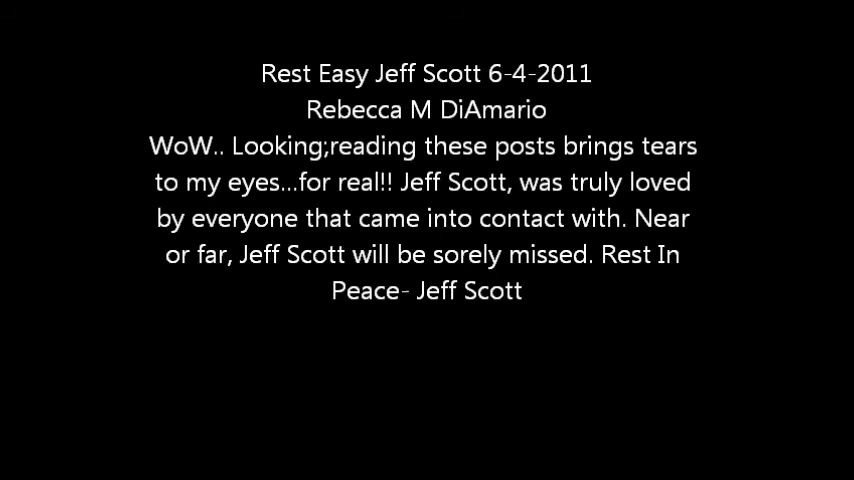 Rest Easy Jeff Scott 6-4-2011
Rebecca M DiAmario
WoW.. Looking;reading these posts brings tears
to my eyes...for real!! Jeff Scott, was truly loved
by everyone that came into contact with. Near
or far, Jeff Scott will be sorely missed. Rest In
Peace- Jeff Scott